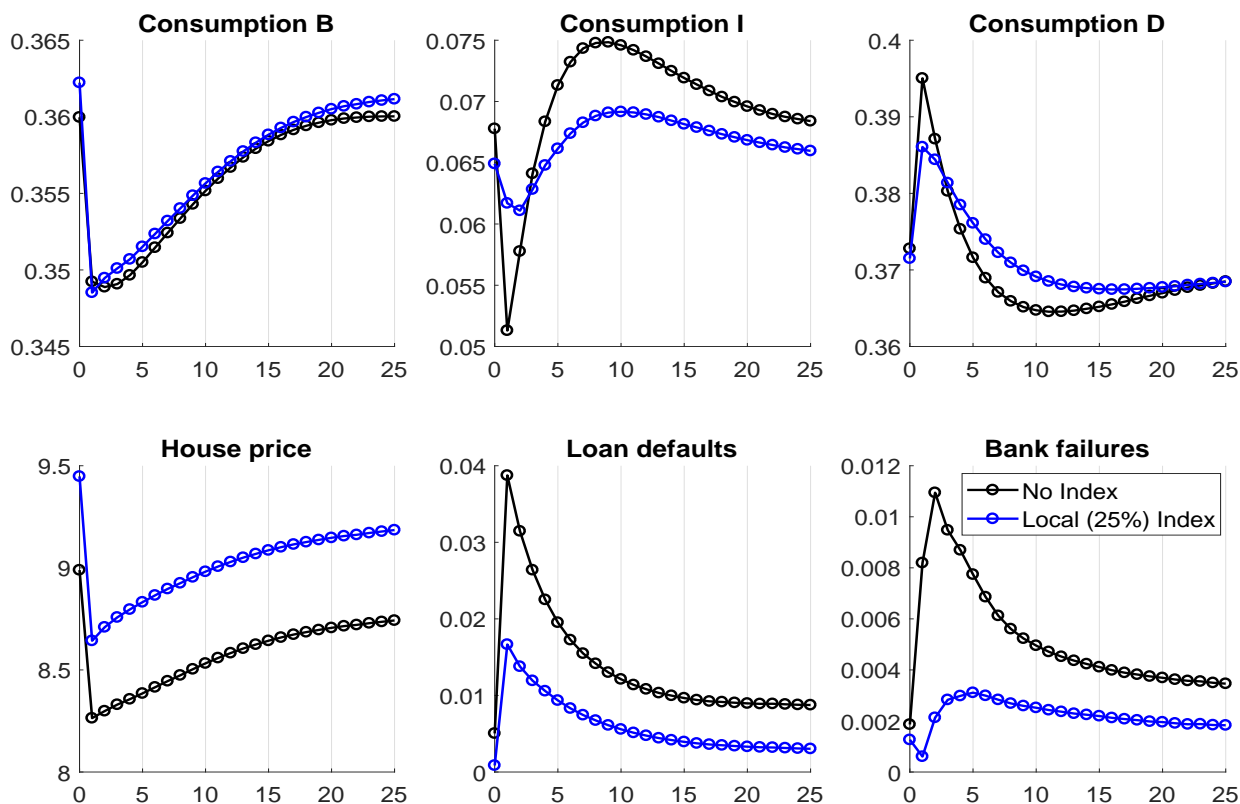 Consumption B
0.365
0.36
0.355
0.35
0.345
0 5 10 15 20 25
Consumption I
0.075
0.07
0.065
0.06
0.055
0.05
0 5 10 15 20 25
Consumption D
0.4
0.39
0.38
0.37
0.36
0 5 10 15 20 25
House price
9.5
9
8.5
8
0 5 10 15 20 25
Loan defaults
0.04
0.03
0.02
0.01
0
0 5 10 15 20 25
Bank failures
0.012
0.01
0.008
0.006
0.004
0.002
0
0 5 10 15 20 25
No Index
Local (25%) Index